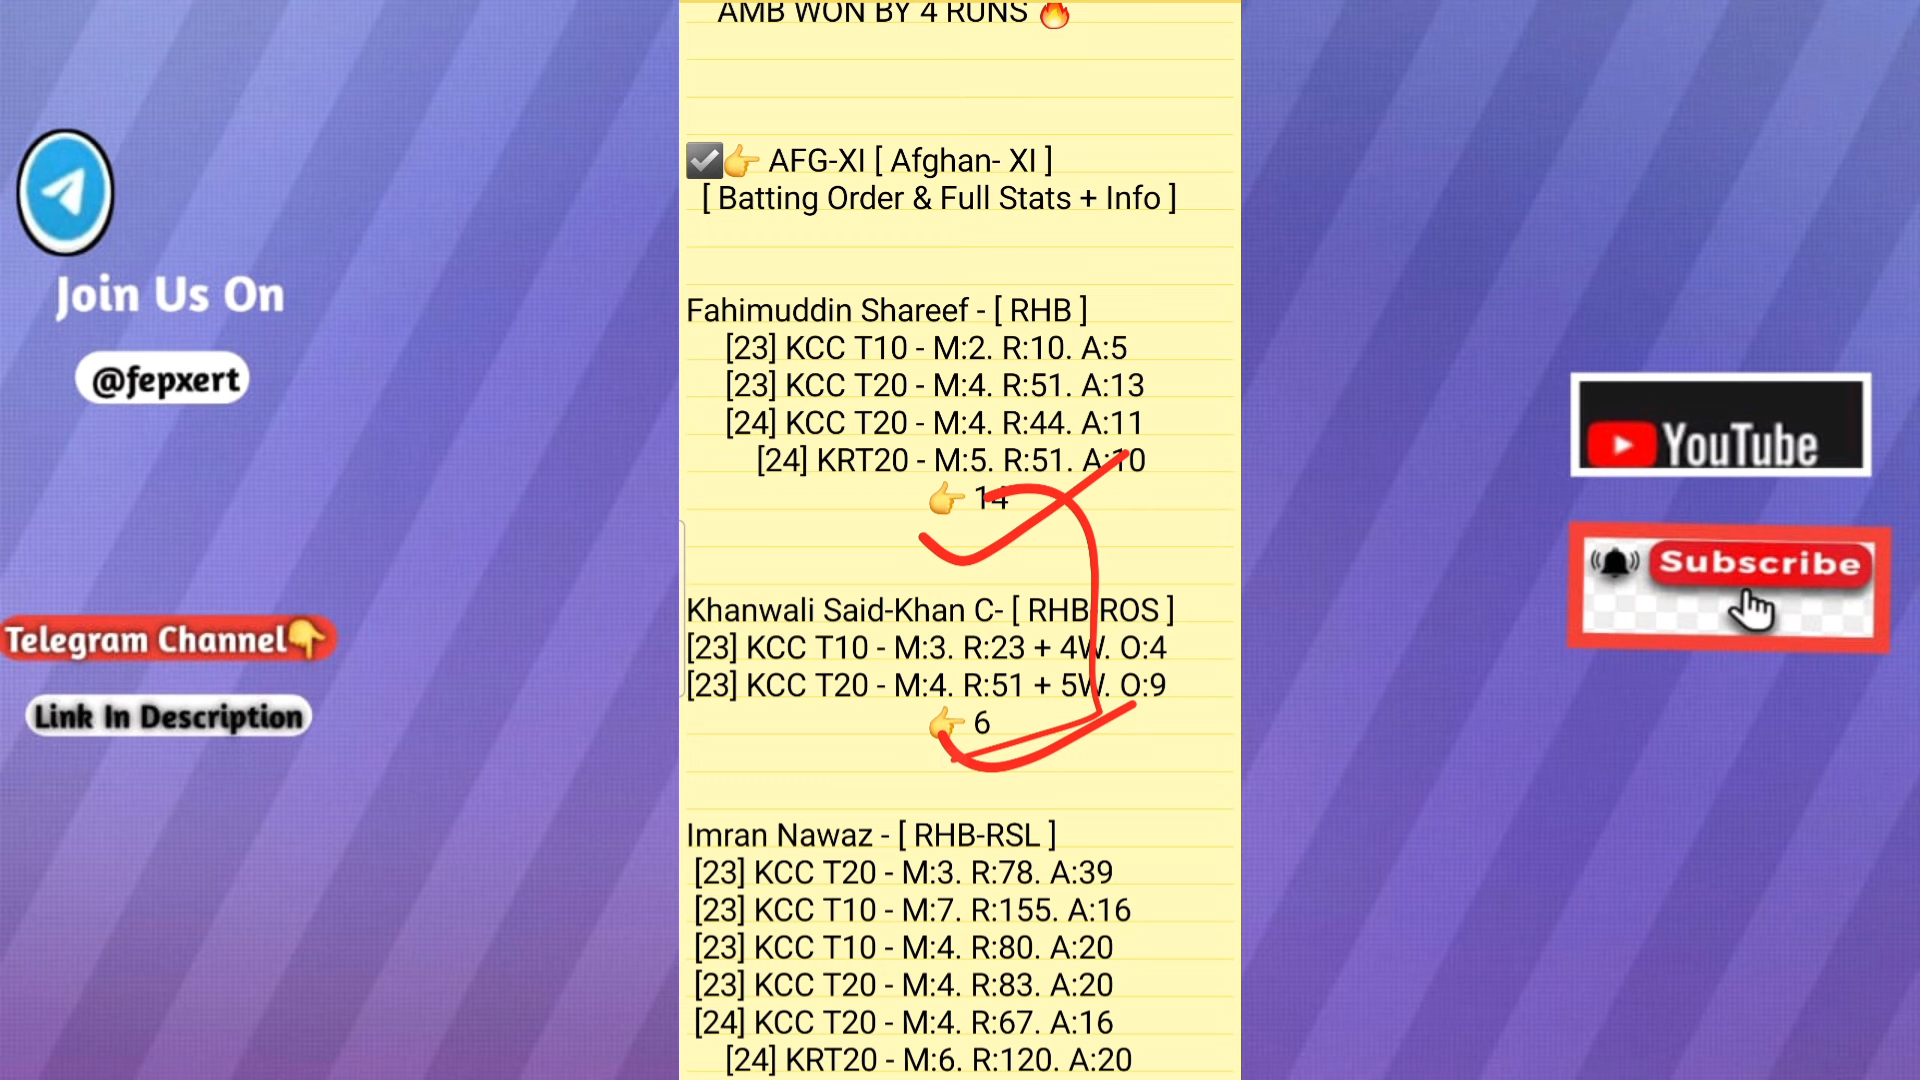 AMB WON BY 4 RUNS 🔥
☑👉 AFG-XI [ Afghan- XI ]
[ Batting Order & Full Stats + Info ]
Fahimuddin Shareef - [ RHB ]
[23] KCC T10 - M:2. R:10. A:5
[23] KCC T20 - M:4. R:51. A:13
[24] KCC T20 - M:4. R:44. A:11
[24] KRT20 - M:5. R:51. A:10
👉 14
Khanwali Said-Khan C- [ RHB-ROS ]
[23] KCC T10 - M:3. R:23 + 4W. O:4
[23] KCC T20 - M:4. R:51 + 5W. O:9
👉 6
Imran Nawaz - [ RHB-RSL ]
[23] KCC T20 - M:3. R:78. A:39
[23] KCC T10 - M:7. R:155. A:16
[23] KCC T10 - M:4. R:80. A:20
[23] KCC T20 - M:4. R:83. A:20
[24] KCC T20 - M:4. R:67. A:16
[24] KRT20 - M:6. R:120. A:20
Join Us On
@fepxert
Telegram Channel👇
Link In Description
YouTube
Subscribe